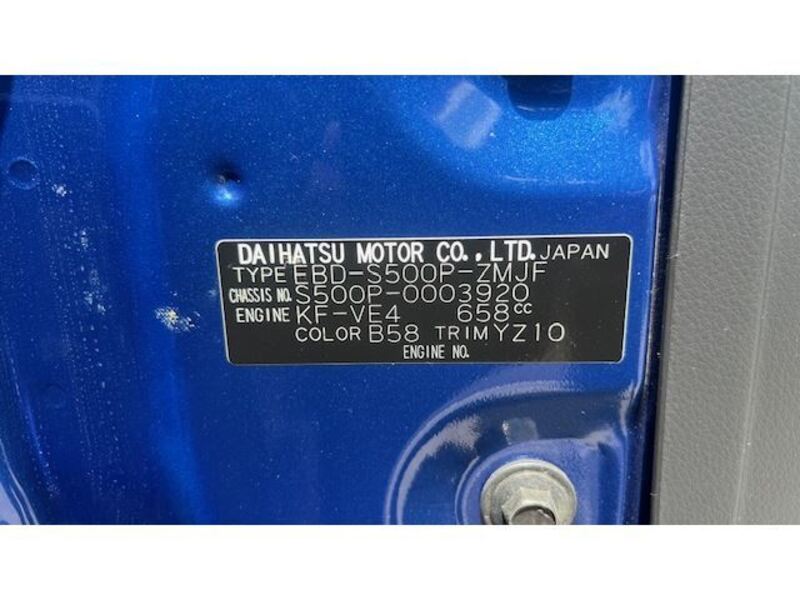 DAIHATSU MOTOR CO.,LTD. JAPAN
TYPE EBD-S500P-ZMJF
CHASSIS NO. S500P-0003920
ENGINE KF-VE4 658cc
COLOR B58 TRIM YZ10
ENGINE NO.